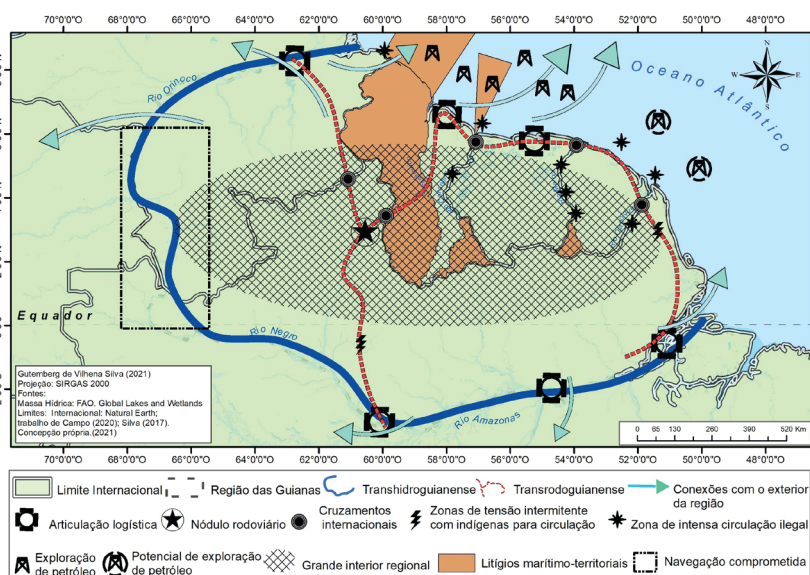 70°0'0" 68°0'0" 66°0'0" 64°0'0" 62°0'0" 60°0'0" 58°0'0" 56°0'0" 54°0'0" 52°0'0" 50°0'0" 48°0'0"
Rio Orinoco
Oceano Atlântico
N
W E
S
Equador
Rio Negro
Rio Amazonas
Gutemberg de Vilhena Silva (2021)
Projeção: SIRGAS 2000
Fontes:
Massa Hídrica: FAO. Global Lakes and Wetlands
Limites: Internacional: Natural Earth;
trabalho de Campo (2020); Silva (2017).
Concepção própria.(2021)
0 65 130 260 390 520 Km
70°0'0" 68°0'0" 66°0'0" 64°0'0" 62°0'0" 60°0'0" 58°0'0" 56°0'0" 54°0'0" 52°0'0" 50°0'0" 48°0'0"
Limite Internacional
Região das Guianas
Transhidroguianense
Transrodoguianense
Conexões com o exterior
da região
Articulação logística
Nódulo rodoviário
Cruzamentos
internacionais
Zonas de tensão intermitente
com indígenas para circulação
Zona de intensa circulação ilegal
Exploração
de petróleo
Potencial de exploração
de petróleo
Grande interior regional
Litígios marítimo-territoriais
Navegação comprometida